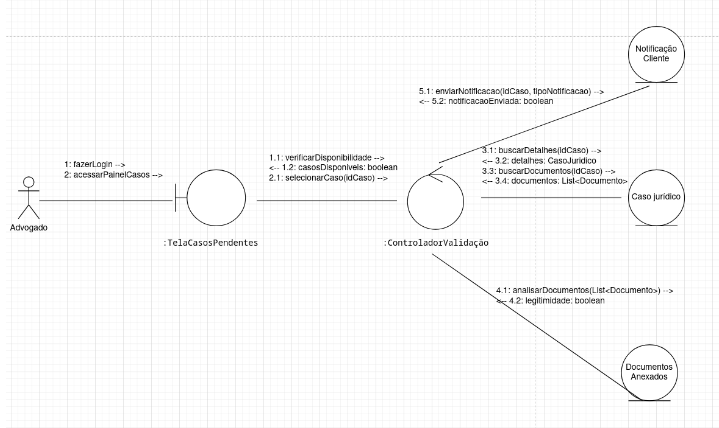 Notificação
Cliente
5.1: enviarNotificacao(idCaso, tipoNotificacao) -->
<-- 5.2: notificacaoEnviada: boolean
1: fazerLogin -->
2: acessarPainelCasos -->
1.1: verificarDisponibilidade -->
<-- 1.2: casosDisponiveis: boolean
2.1: selecionarCaso(idCaso) -->
3.1: buscarDetalhes(idCaso) -->
<-- 3.2: detalhes: CasoJuridico
3.3: buscarDocumentos(idCaso) -->
<-- 3.4: documentos: List<Documento>
Caso jurídico
Advogado
:TelaCasosPendentes
:ControladorValidação
4.1: analisarDocumentos(List<Documento>) -->
<-- 4.2: legitimidade: boolean
Documentos
Anexados